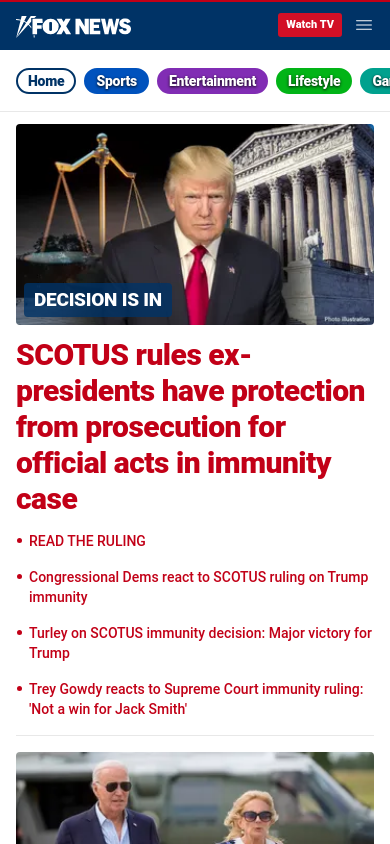 FOX NEWS
Watch TV
Home
Sports
Entertainment
Lifestyle
Ga
DECISION IS IN
Photo Illustration
SCOTUS rules ex-
presidents have protection
from prosecution for
official acts in immunity
case
READ THE RULING
Congressional Dems react to SCOTUS ruling on Trump
immunity
Turley on SCOTUS immunity decision: Major victory for
Trump
Trey Gowdy reacts to Supreme Court immunity ruling:
'Not a win for Jack Smith'